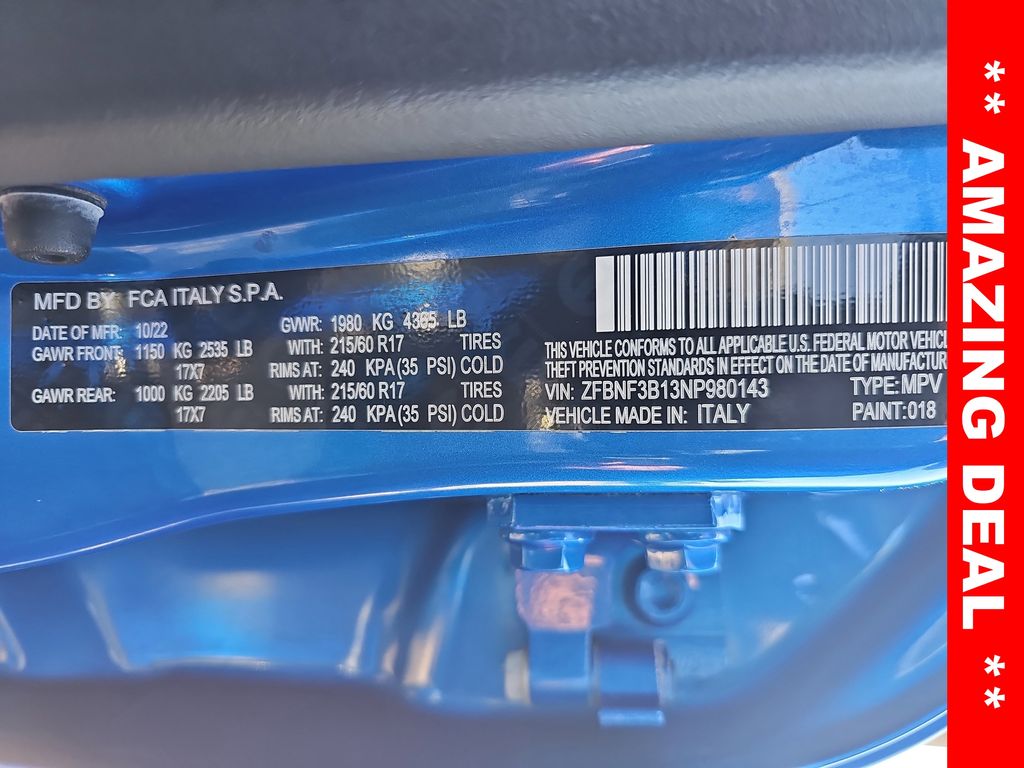 MFD BY FCA ITALY S.P.A.
DATE OF MFR: 10/22 GVWR: 1980 KG 4365 LB
GAWR FRONT: 1150 KG 2535 LB WITH: 215/60 R17 TIRES
17X7 RIMS AT: 240 KPA(35 PSI) COLD
GAWR REAR: 1000 KG 2205 LB WITH: 215/60 R17 TIRES
17X7 RIMS AT: 240 KPA(35 PSI) COLD
THIS VEHICLE CONFORMS TO ALL APPLICABLE U.S. FEDERAL MOTOR
THEFT PREVENTION STANDARDS IN EFFECT ON THE DATE OF
VIN: ZFBNF3B13NP980143 TYPE: MPV
VEHICLE MADE IN: ITALY PAINT: 018
** AMAZING DEAL **